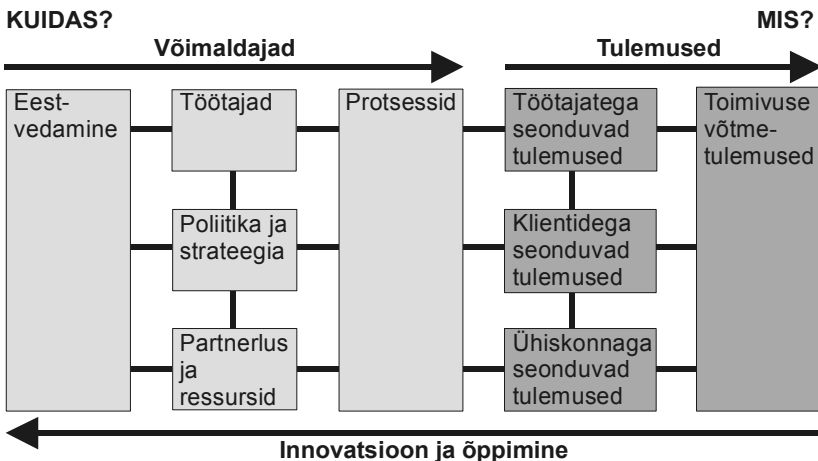 KUIDAS?
MIS?
Võimaldajad
Tulemused
Eest-
vedamine
Töötajad
Protsessid
Töötajatega
seonduvad
tulemused
Toimivuse
võtme-
tulemused
Poliitika ja
strateegia
Klientidega
seonduvad
tulemused
Partnerlus
ja
ressursid
Ühiskonnaga
seonduvad
tulemused
Innovatsioon ja õppimine